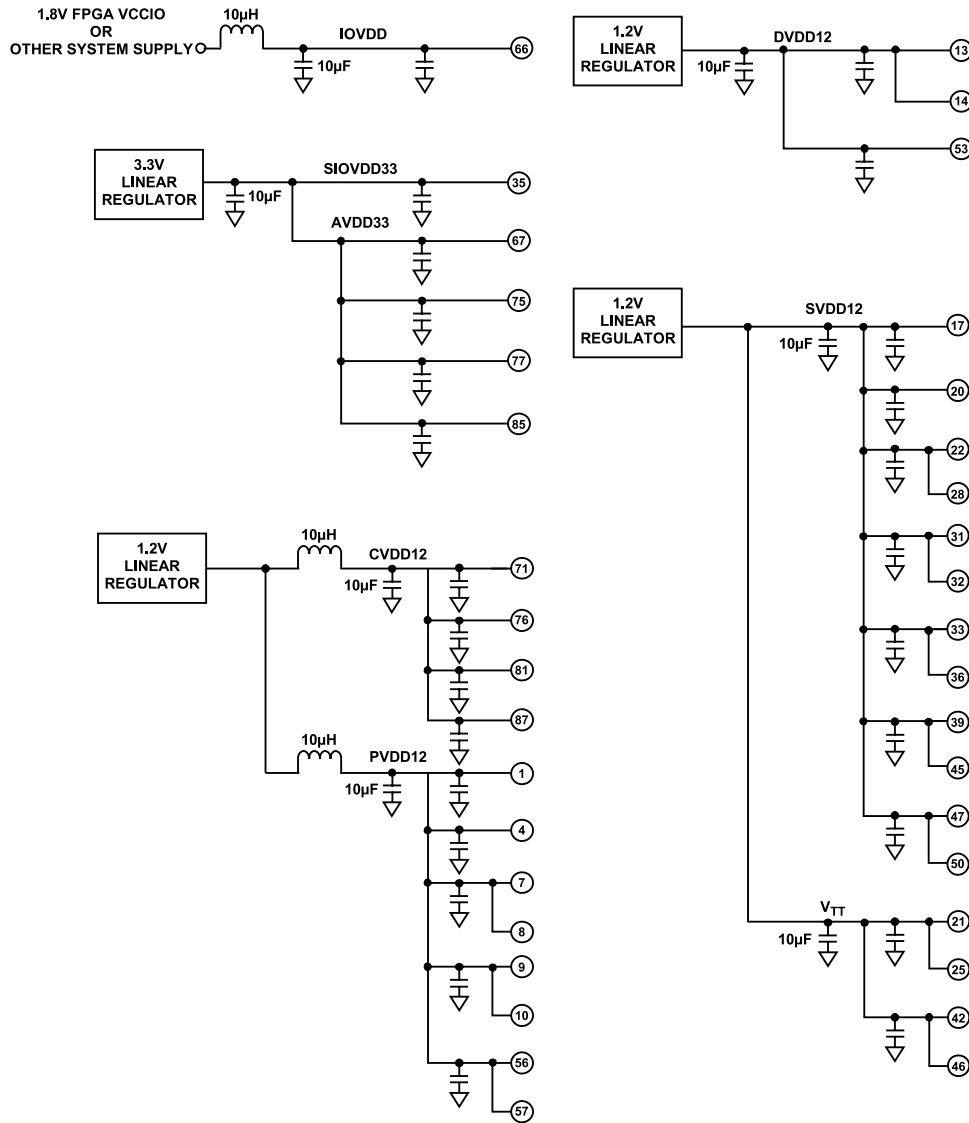 1.8V FPGA VCCIO
OR
OTHER SYSTEM SUPPLY
10µH
IOVDD
10µF
66
3.3V
LINEAR
REGULATOR
10µF
SIOVDD33
35
AVDD33
67
75
77
85
1.2V
LINEAR
REGULATOR
10µH
CVDD12
10µF
71
76
81
87
10µH
PVDD12
10µF
1
4
7
8
9
10
56
57
1.2V
LINEAR
REGULATOR
DVDD12
10µF
13
14
53
1.2V
LINEAR
REGULATOR
SVDD12
10µF
17
20
22
28
31
32
33
36
39
45
47
50
VTT
10µF
21
25
42
46